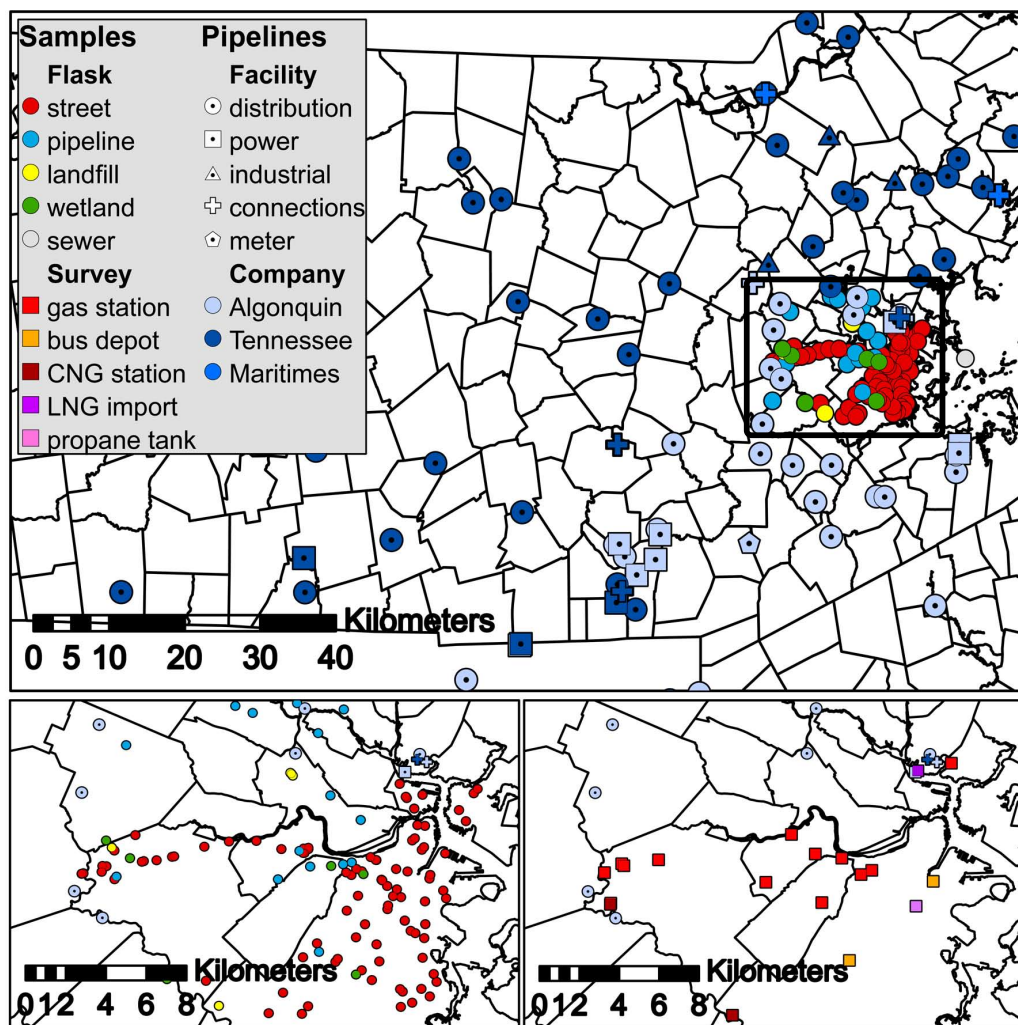 Samples Pipelines
Flask Facility
street distribution
pipeline power
landfill industrial
wetland connections
sewer meter
Survey Company
gas station Algonquin
bus depot Tennessee
CNG station Maritimes
LNG import
propane tank
Kilometers
0 5 10 20 30 40
Kilometers
0 1 2 4 6 8
Kilometers
0 1 2 4 6 8